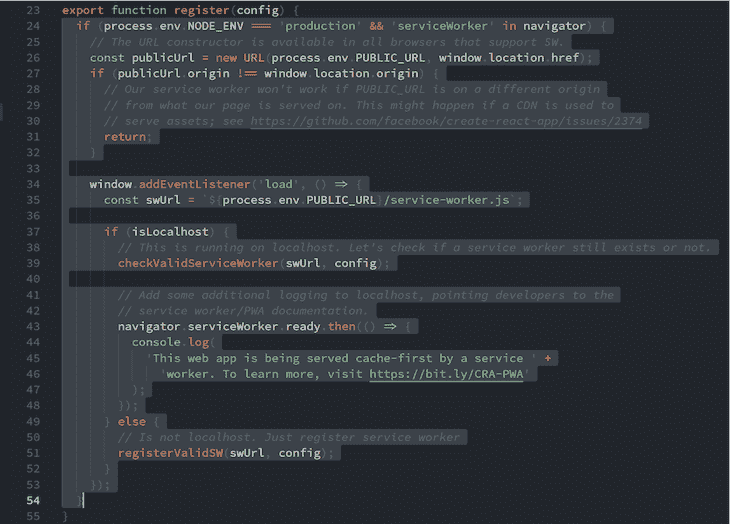 23 export function register(config) {
24 if (process.env.NODE_ENV === 'production' && 'serviceWorker' in navigator) {
25 // The URL constructor is available in all browsers that support SW.
26 const publicUrl = new URL(process.env.PUBLIC_URL, window.location.href);
27 if (publicUrl.origin !== window.location.origin) {
28 // Our service worker won't work if PUBLIC_URL is on a different origin
29 // from what our page is served on. This might happen if a CDN is used to
30 // serve assets; see https://github.com/facebook/create-react-app/issues/2374
31 return;
32 }
33
34 window.addEventListener('load', () => {
35 const swUrl = `${process.env.PUBLIC_URL}/service-worker.js`;
36
37 if (isLocalhost) {
38 // This is running on localhost. Let's check if a service worker still exists or not.
39 checkValidServiceWorker(swUrl, config);
40
41 // Add some additional logging to localhost, pointing developers to the
42 // service worker/PWA documentation.
43 navigator.serviceWorker.ready.then(() => {
44 console.log(
45 'This web app is being served cache-first by a service ' +
46 'worker. To learn more, visit https://bit.ly/CRA-PWA'
47 );
48 });
49 } else {
50 // Is not localhost. Just register service worker
51 registerValidSW(swUrl, config);
52 }
53 });
54 }
55 }